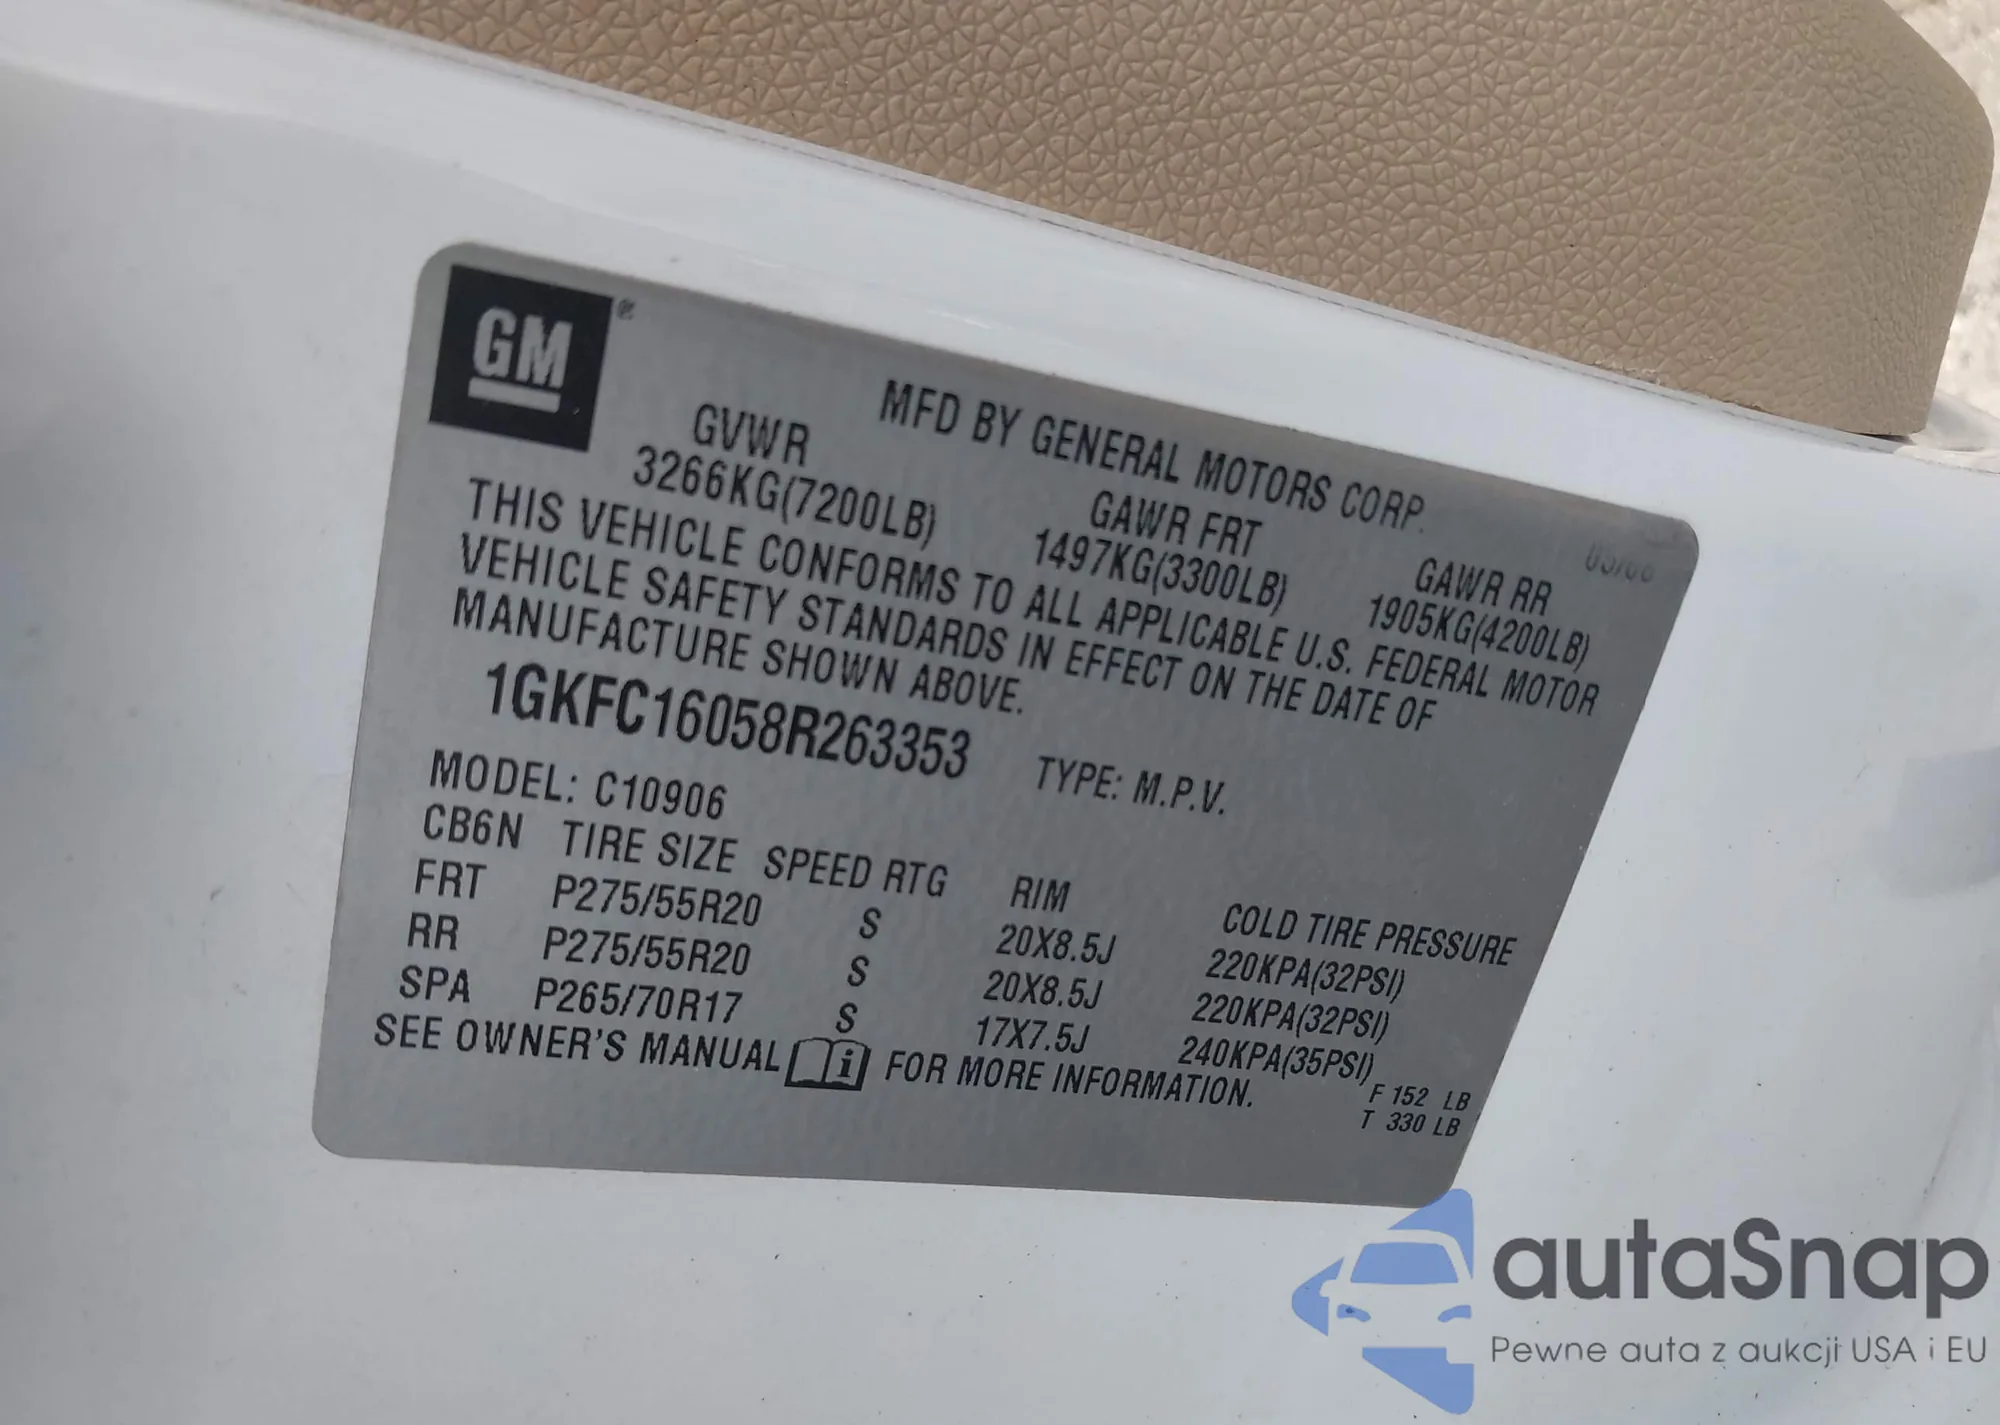 GM®
MFD BY GENERAL MOTORS CORP.
GVWR GAWR FRT GAWR RR
3266KG(7200LB) 1497KG(3300LB) 1905KG(4200LB)
THIS VEHICLE CONFORMS TO ALL APPLICABLE U.S. FEDERAL MOTOR
VEHICLE SAFETY STANDARDS IN EFFECT ON THE DATE OF
MANUFACTURE SHOWN ABOVE.
1GKFC16058R263353 TYPE: M.P.V.
MODEL: C10906
CB6N TIRE SIZE SPEED RTG RIM COLD TIRE PRESSURE
FRT P275/55R20 S 20X8.5J 220KPA(32PSI)
RR P275/55R20 S 20X8.5J 220KPA(32PSI)
SPA P265/70R17 S 17X7.5J 240KPA(35PSI)
SEE OWNER'S MANUAL i FOR MORE INFORMATION.
F 152 LB
T 330 LB
autaSnap
Pewne auta z aukcji USA i EU